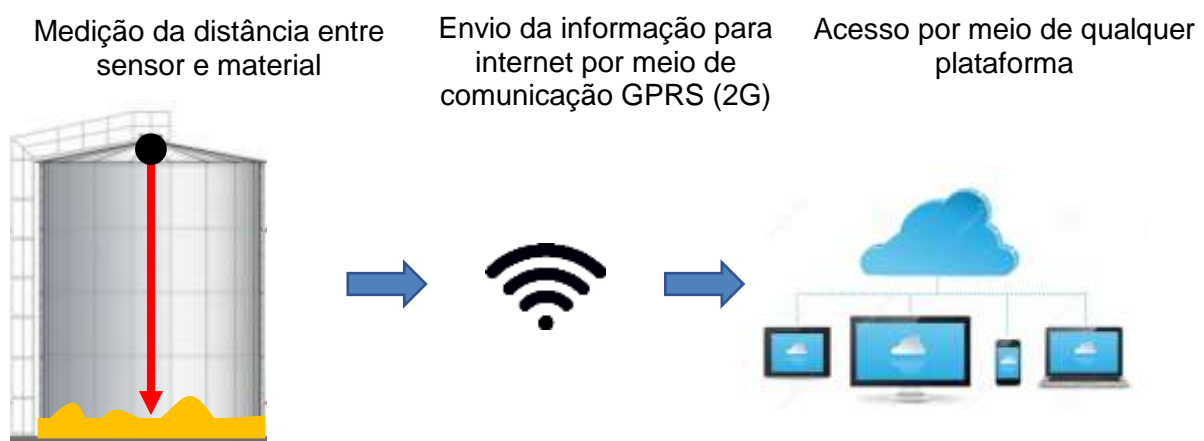 Medição da distância entre
sensor e material
Envio da informação para
internet por meio de
comunicação GPRS (2G)
Acesso por meio de qualquer
plataforma